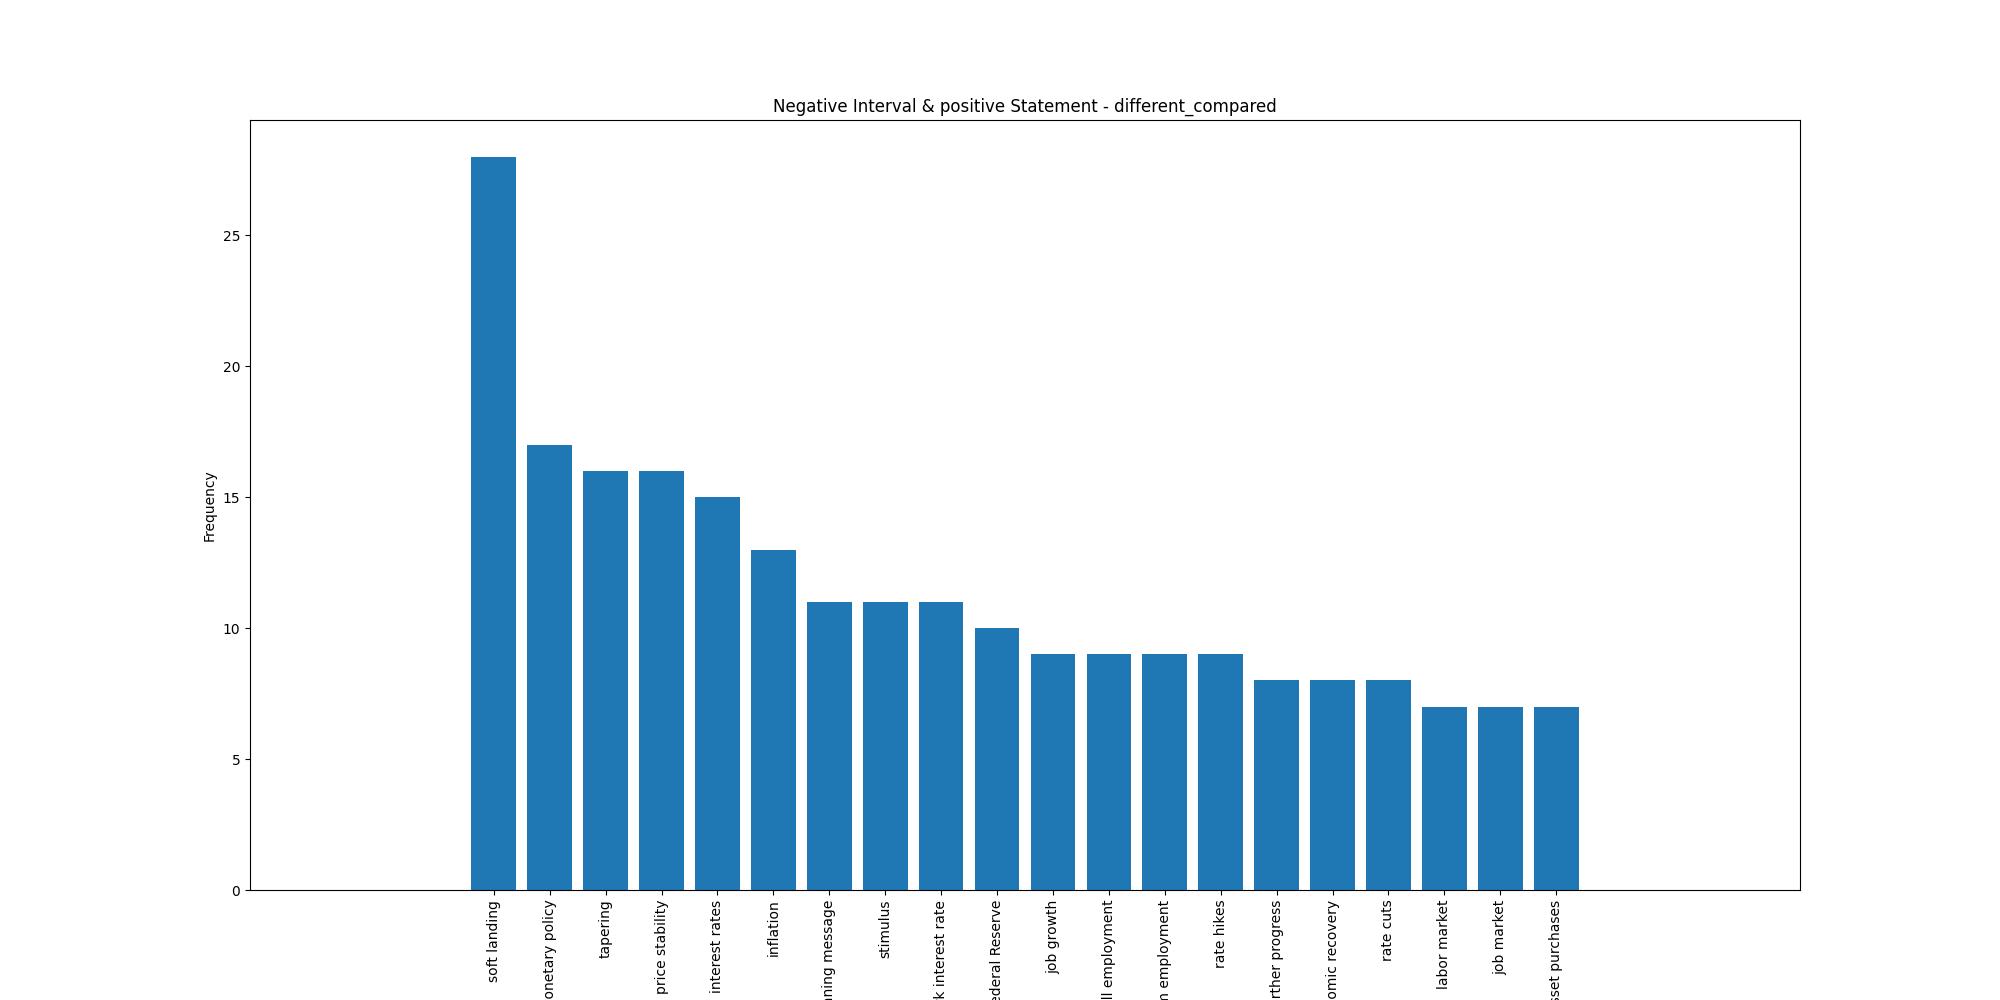 Negative Interval & positive Statement - different_compared
Frequency
25
20
15
10
5
0
soft landing
onetary policy
tapering
price stability
interest rates
inflation
message
stimulus
k interest rate
ederal Reserve
job growth
ll employment
employment
rate hikes
rther progress
omic recovery
rate cuts
labor market
job market
sset purchases